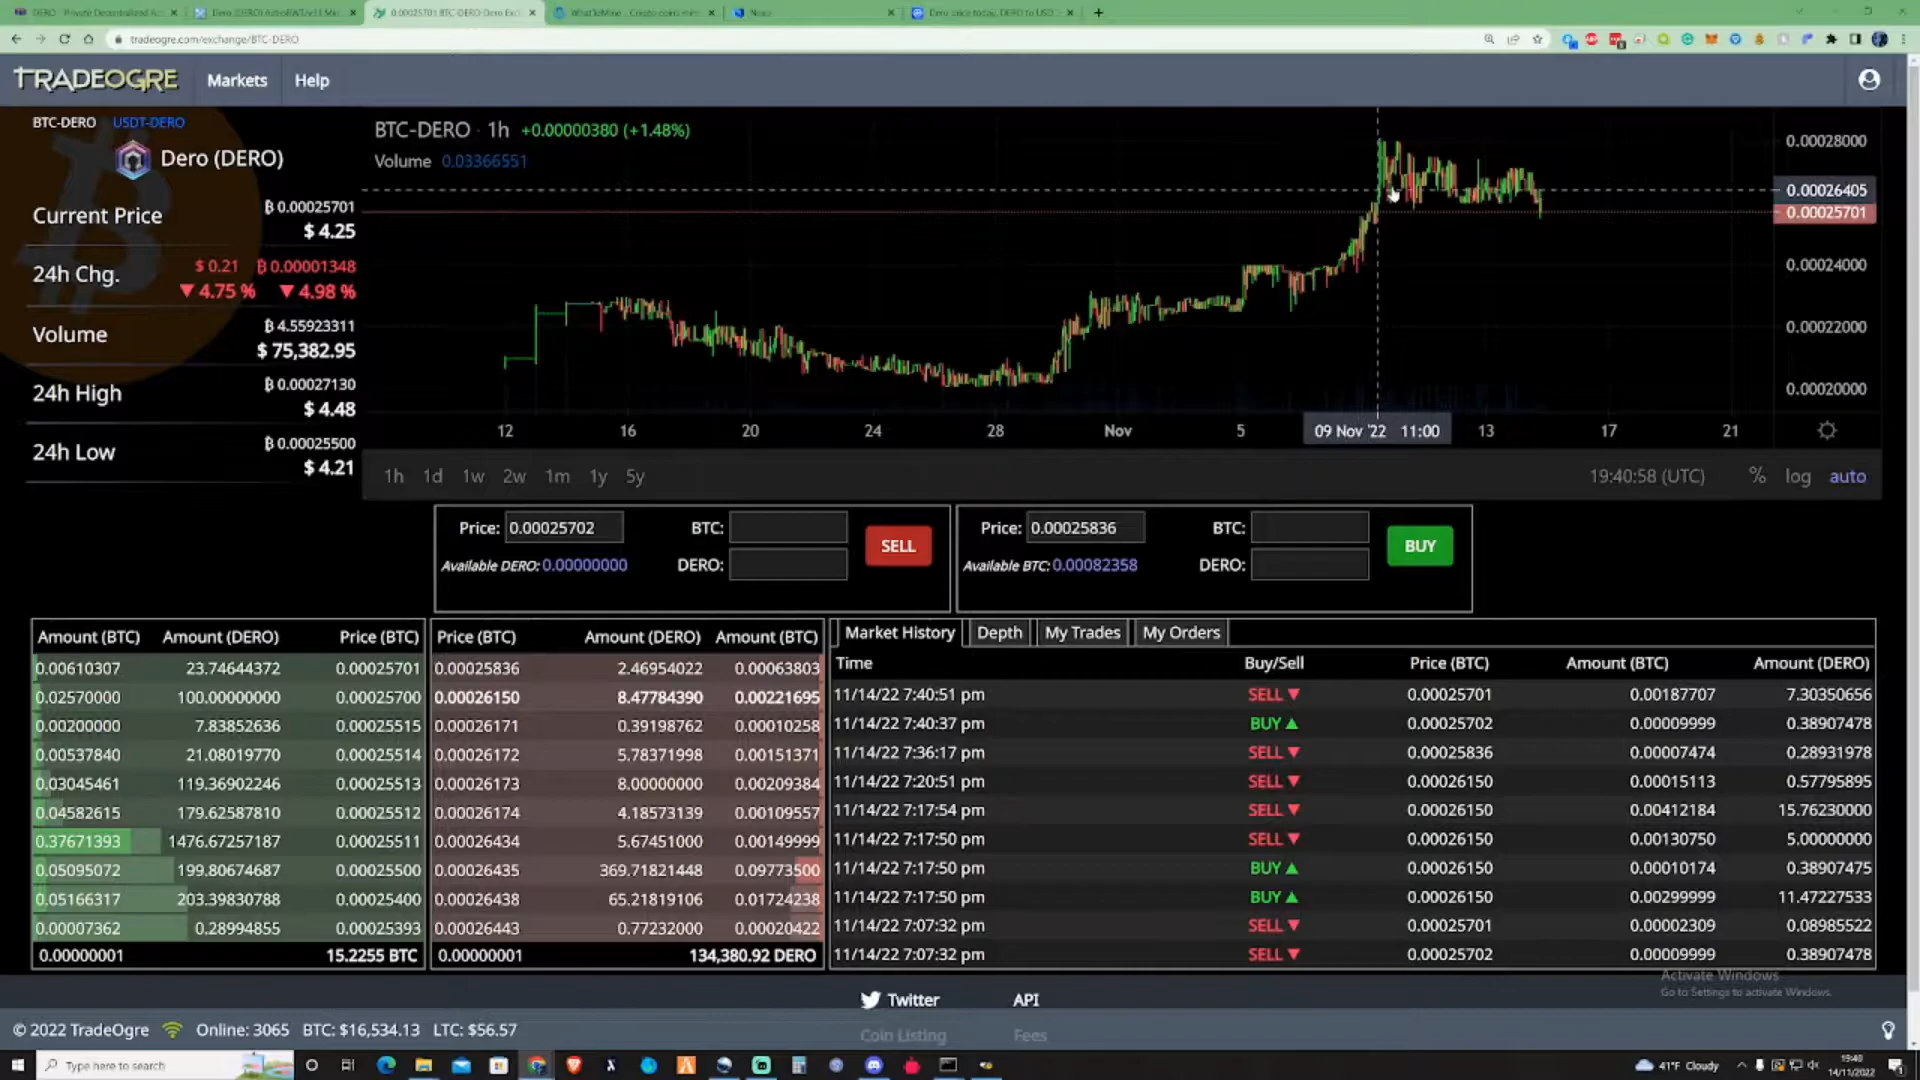 DERO
0.00025701 BTC-DERO Dero Exc
tradeogre.com/exchange/BTC-DERO
TRADEOGRE Markets Help
BTC-DERO USDT-DERO
Dero (DERO)
Current Price ₿ 0.00025701
$ 4.25
24h Chg. $ 0.21 ₿ 0.00001348
▼ 4.75 % ▼ 4.98 %
Volume ₿ 4.55923311
$ 75,382.95
24h High ₿ 0.00027130
$ 4.48
24h Low ₿ 0.00025500
$ 4.21
BTC-DERO · 1h +0.00000380 (+1.48%)
Volume 0.03366551
0.00028000
0.00026405
0.00025701
0.00024000
0.00022000
0.00020000
12 16 20 24 28 Nov 5 09 Nov '22 11:00 13 17 21
1h 1d 1w 2w 1m 1y 5y 19:40:58 (UTC) % log auto
Price: 0.00025702 BTC: SELL
Available DERO: 0.00000000 DERO:
Price: 0.00025836 BTC: BUY
Available BTC: 0.00082358 DERO:
Amount (BTC) Amount (DERO) Price (BTC)
0.00610307 23.74644372 0.00025701
0.02570000 100.00000000 0.00025700
0.00200000 7.83852636 0.00025515
0.00537840 21.08019770 0.00025514
0.03045461 119.36902246 0.00025513
0.04582615 179.62587810 0.00025512
0.37671393 1476.67257187 0.00025511
0.05095072 199.80674687 0.00025500
0.05166317 203.39830788 0.00025400
0.00007362 0.28994855 0.00025393
0.00000001 15.2255 BTC
Price (BTC) Amount (DERO) Amount (BTC)
0.00025836 2.46954022 0.00063803
0.00026150 8.47784390 0.00221695
0.00026171 0.39198762 0.00010258
0.00026172 5.78371998 0.00151371
0.00026173 8.00000000 0.00209384
0.00026174 4.18573139 0.00109557
0.00026434 5.67451000 0.00149999
0.00026435 369.71821448 0.09773500
0.00026438 65.21819106 0.01724238
0.00026443 0.77232000 0.00020422
0.00000001 134,380.92 DERO
Market History Depth My Trades My Orders
Time Buy/Sell Price (BTC) Amount (BTC) Amount (DERO)
11/14/22 7:40:51 pm SELL ▼ 0.00025701 0.00187707 7.30350656
11/14/22 7:40:37 pm BUY ▲ 0.00025702 0.00009999 0.38907478
11/14/22 7:36:17 pm SELL ▼ 0.00025836 0.00007474 0.28931978
11/14/22 7:20:51 pm SELL ▼ 0.00026150 0.00015113 0.57795895
11/14/22 7:17:54 pm SELL ▼ 0.00026150 0.00412184 15.76230000
11/14/22 7:17:50 pm SELL ▼ 0.00026150 0.00130750 5.00000000
11/14/22 7:17:50 pm BUY ▲ 0.00026150 0.00010174 0.38907475
11/14/22 7:17:50 pm BUY ▲ 0.00026150 0.00299999 11.47227533
11/14/22 7:07:32 pm SELL ▼ 0.00025701 0.00002309 0.08985522
11/14/22 7:07:32 pm SELL ▼ 0.00025702 0.00009999 0.38907478
Activate Windows
Go to Settings to activate Windows.
Twitter API
Coin Listing Fees
© 2022 TradeOgre Online: 3065 BTC: $16,534.13 LTC: $56.57
Type here to search
41°F Cloudy
19:40
14/11/2022